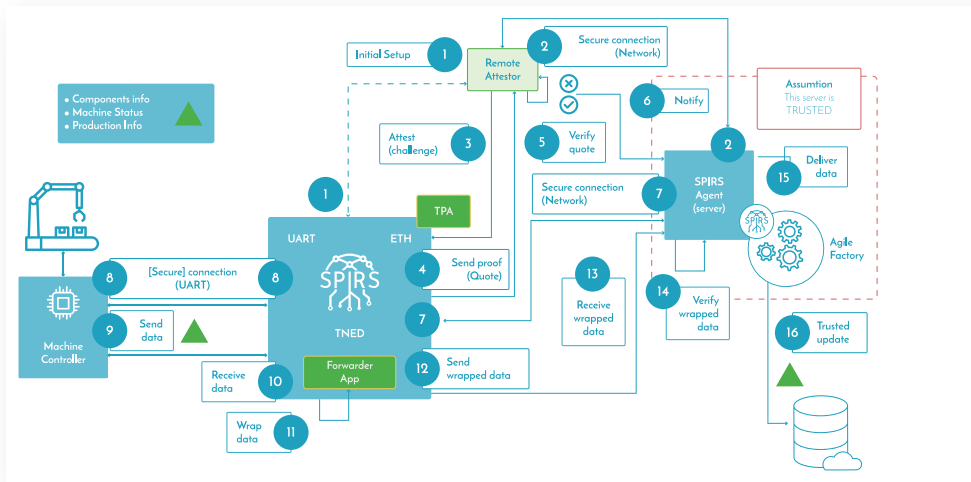 Initial Setup
1
Remote
Attestor
2
Secure connection
(Network)
Assumtion
This server is
TRUSTED
• Components info
• Machine Status
• Production Info
6
Notify
Attest
(challenge)
3
5
Verify
quote
2
15
Deliver
data
1
Secure connection
(Network)
7
SPIRS
Agent
(server)
TPA
SPIRS
UART
ETH
Agile
Factory
8
[Secure] connection
(UART)
8
SPIRS
4
Send proof
(Quote)
13
Receive
wrapped
data
14
Verify
wrapped data
9
Send
data
TNED
7
16
Trusted
update
Machine
Controller
Receive
data
10
Forwarder
App
12
Send
wrapped data
Wrap
data
11